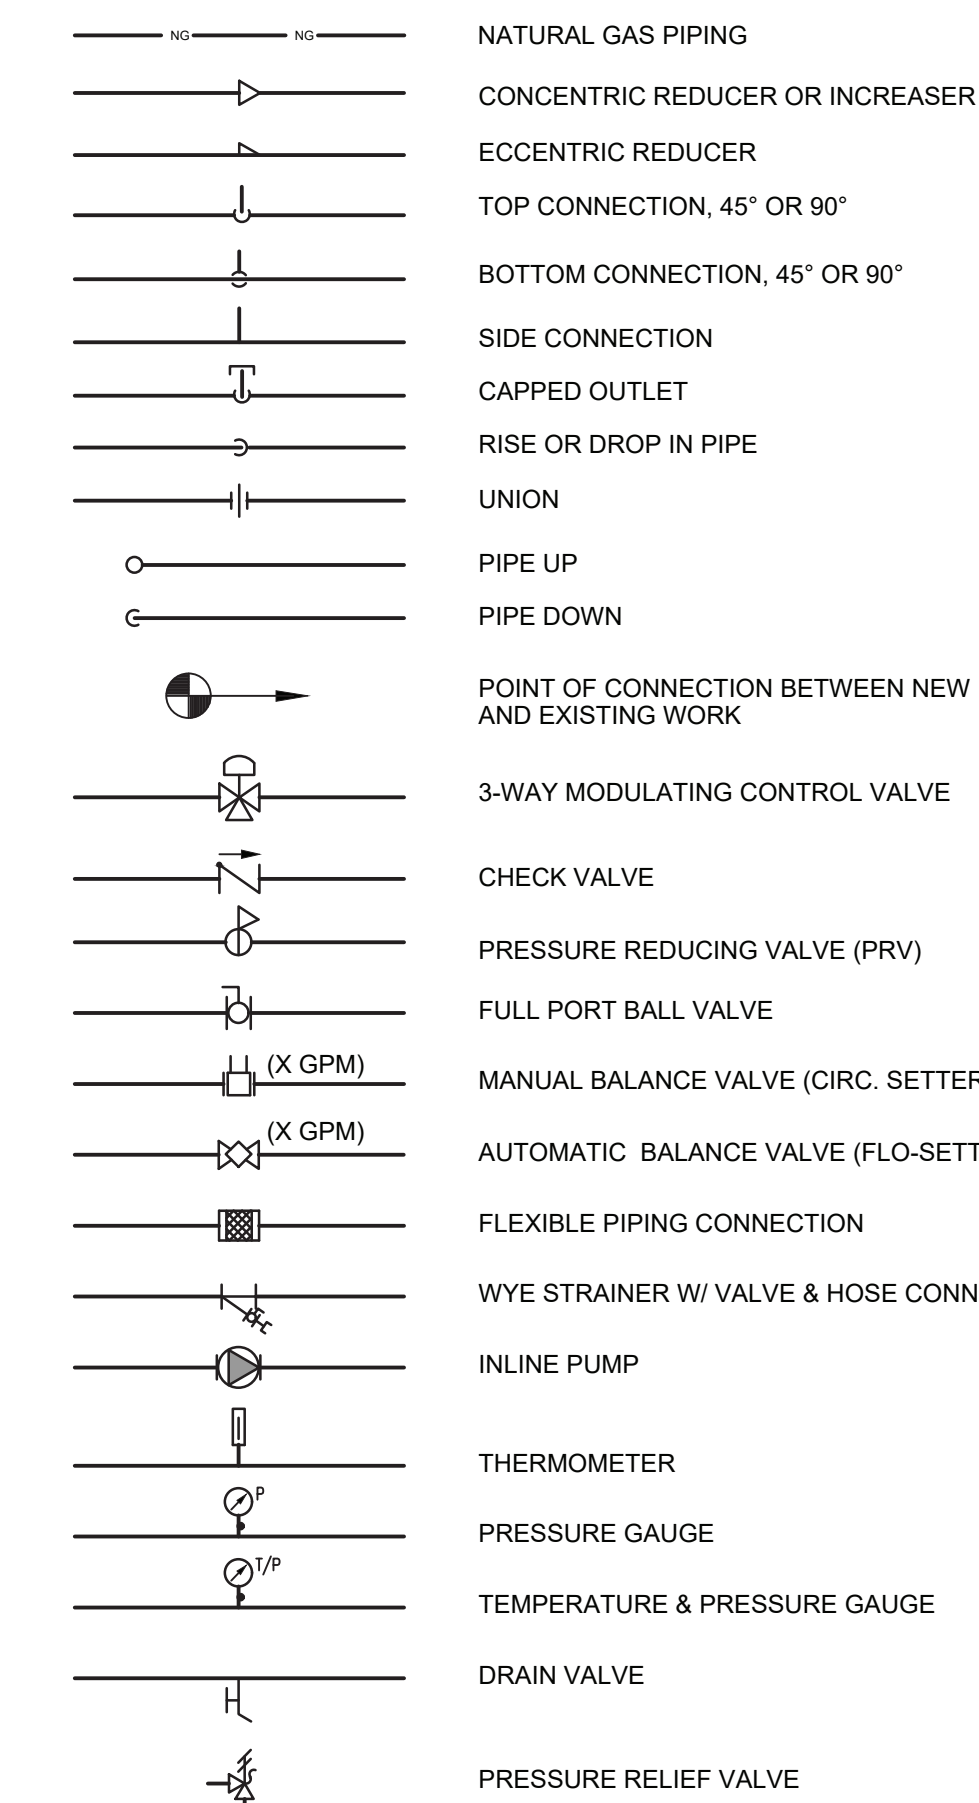 NG NG NATURAL GAS PIPING
CONCENTRIC REDUCER OR INCREASER
ECCENTRIC REDUCER
TOP CONNECTION, 45° OR 90°
BOTTOM CONNECTION, 45° OR 90°
SIDE CONNECTION
CAPPED OUTLET
RISE OR DROP IN PIPE
UNION
PIPE UP
PIPE DOWN
POINT OF CONNECTION BETWEEN NEW
AND EXISTING WORK
3-WAY MODULATING CONTROL VALVE
CHECK VALVE
PRESSURE REDUCING VALVE (PRV)
FULL PORT BALL VALVE
(X GPM) MANUAL BALANCE VALVE (CIRC. SETTER
(X GPM) AUTOMATIC BALANCE VALVE (FLO-SETT
FLEXIBLE PIPING CONNECTION
WYE STRAINER W/ VALVE & HOSE CONN
INLINE PUMP
THERMOMETER
P PRESSURE GAUGE
T/P TEMPERATURE & PRESSURE GAUGE
DRAIN VALVE
PRESSURE RELIEF VALVE